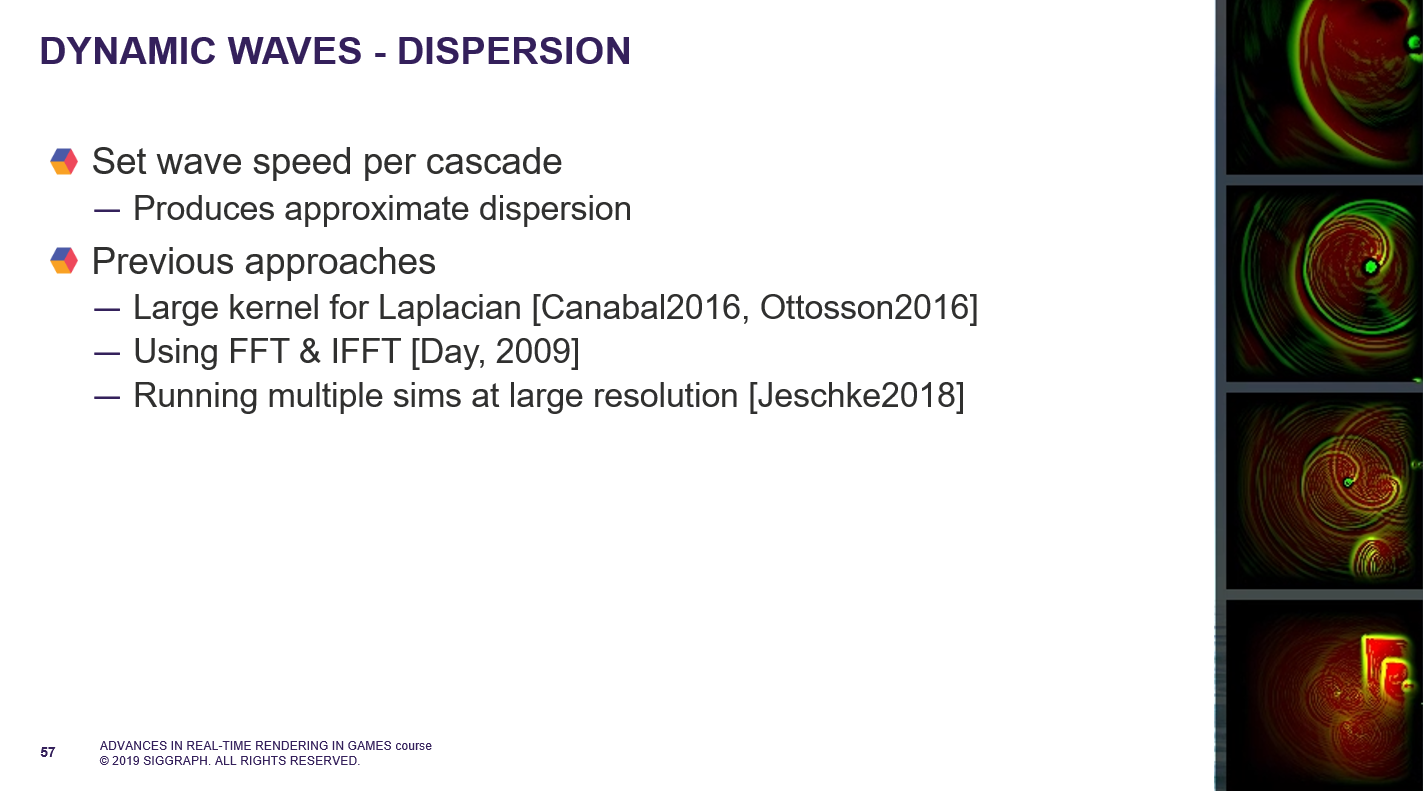 DYNAMIC WAVES - DISPERSION
Set wave speed per cascade
— Produces approximate dispersion
Previous approaches
— Large kernel for Laplacian [Canabal2016, Ottosson2016]
— Using FFT & IFFT [Day, 2009]
— Running multiple sims at large resolution [Jeschke2018]
57
ADVANCES IN REAL-TIME RENDERING IN GAMES course
© 2019 SIGGRAPH. ALL RIGHTS RESERVED.